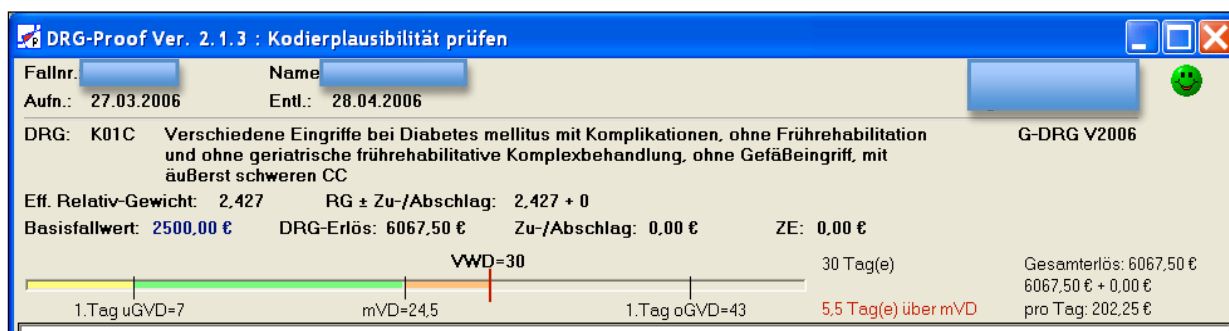 DRG-Proof Ver. 2.1.3 : Kodierplausibilität prüfen
Fallnr. Name
Aufn.: 27.03.2006 Entl.: 28.04.2006
DRG: K01C Verschiedene Eingriffe bei Diabetes mellitus mit Komplikationen, ohne Frührehabilitation G-DRG V2006
und ohne geriatrische frührehabilitative Komplexbehandlung, ohne Gefäßeingriff, mit
äußerst schweren CC
Eff. Relativ-Gewicht: 2,427 RG ± Zu-/Abschlag: 2,427 + 0
Basisfallwert: 2500,00 € DRG-Erlös: 6067,50 € Zu-/Abschlag: 0,00 € ZE: 0,00 €
VWD=30 30 Tag(e) Gesamterlös: 6067,50 €
6067,50 € + 0,00 €
1.Tag uGVD=7 mVD=24,5 1.Tag oGVD=43 5,5 Tag(e) über mVD pro Tag: 202,25 €